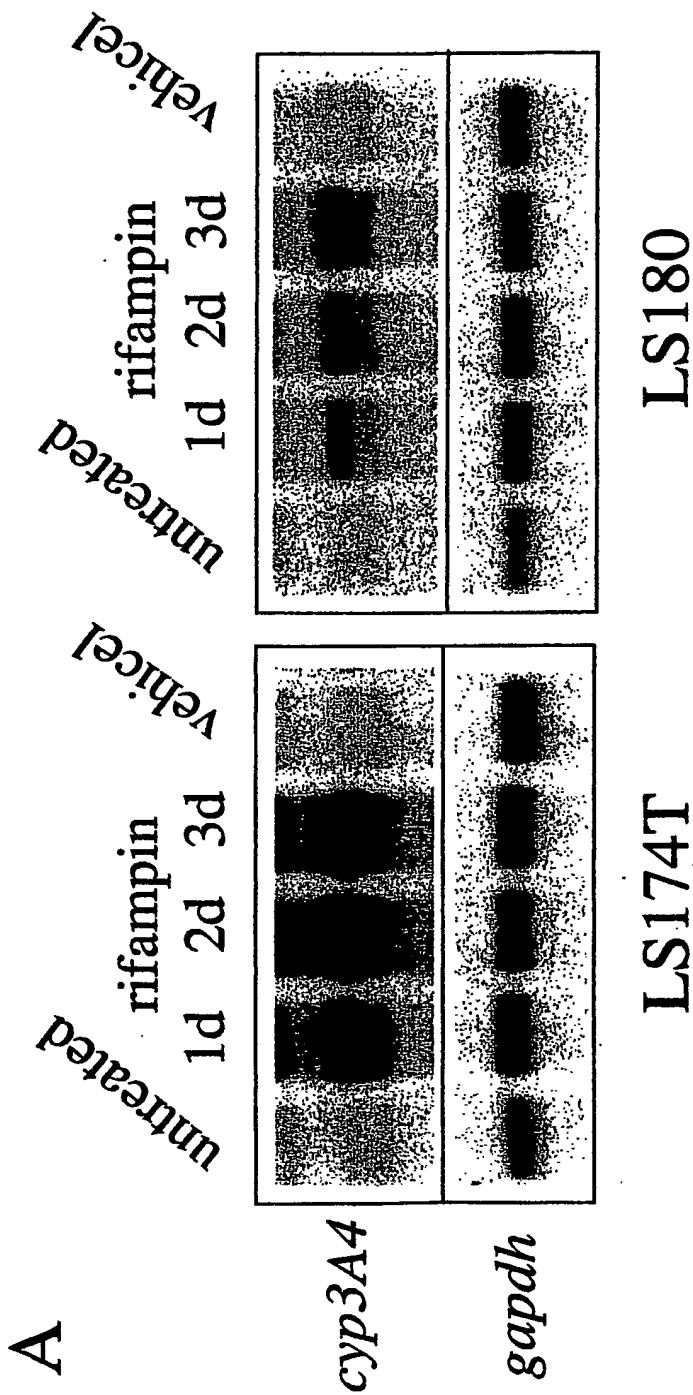 A
untreated rifampin vehicel untreated rifampin vehicel
1d 2d 3d 1d 2d 3d
cyp3A4
gapdh
LS174T LS180